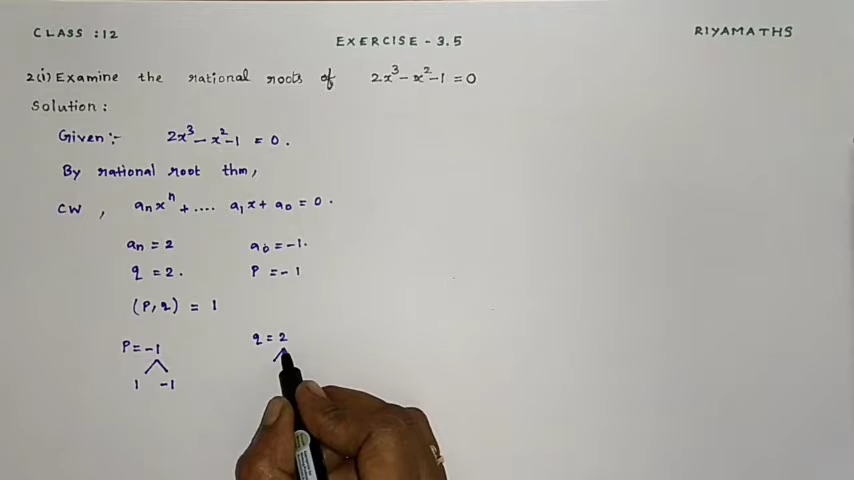 CLASS : 12
EXERCISE - 3.5
RIYAMATHS
2(i) Examine the rational roots of 2x³ - x² - 1 = 0
Solution :
Given :- 2x³ - x² - 1 = 0 .
By rational root thm,
CW , aₙxⁿ + .... a₁x + a₀ = 0 .
aₙ = 2 a₀ = -1 .
q = 2 . P = - 1
(P, q) = 1
P = -1 q = 2
1 -1